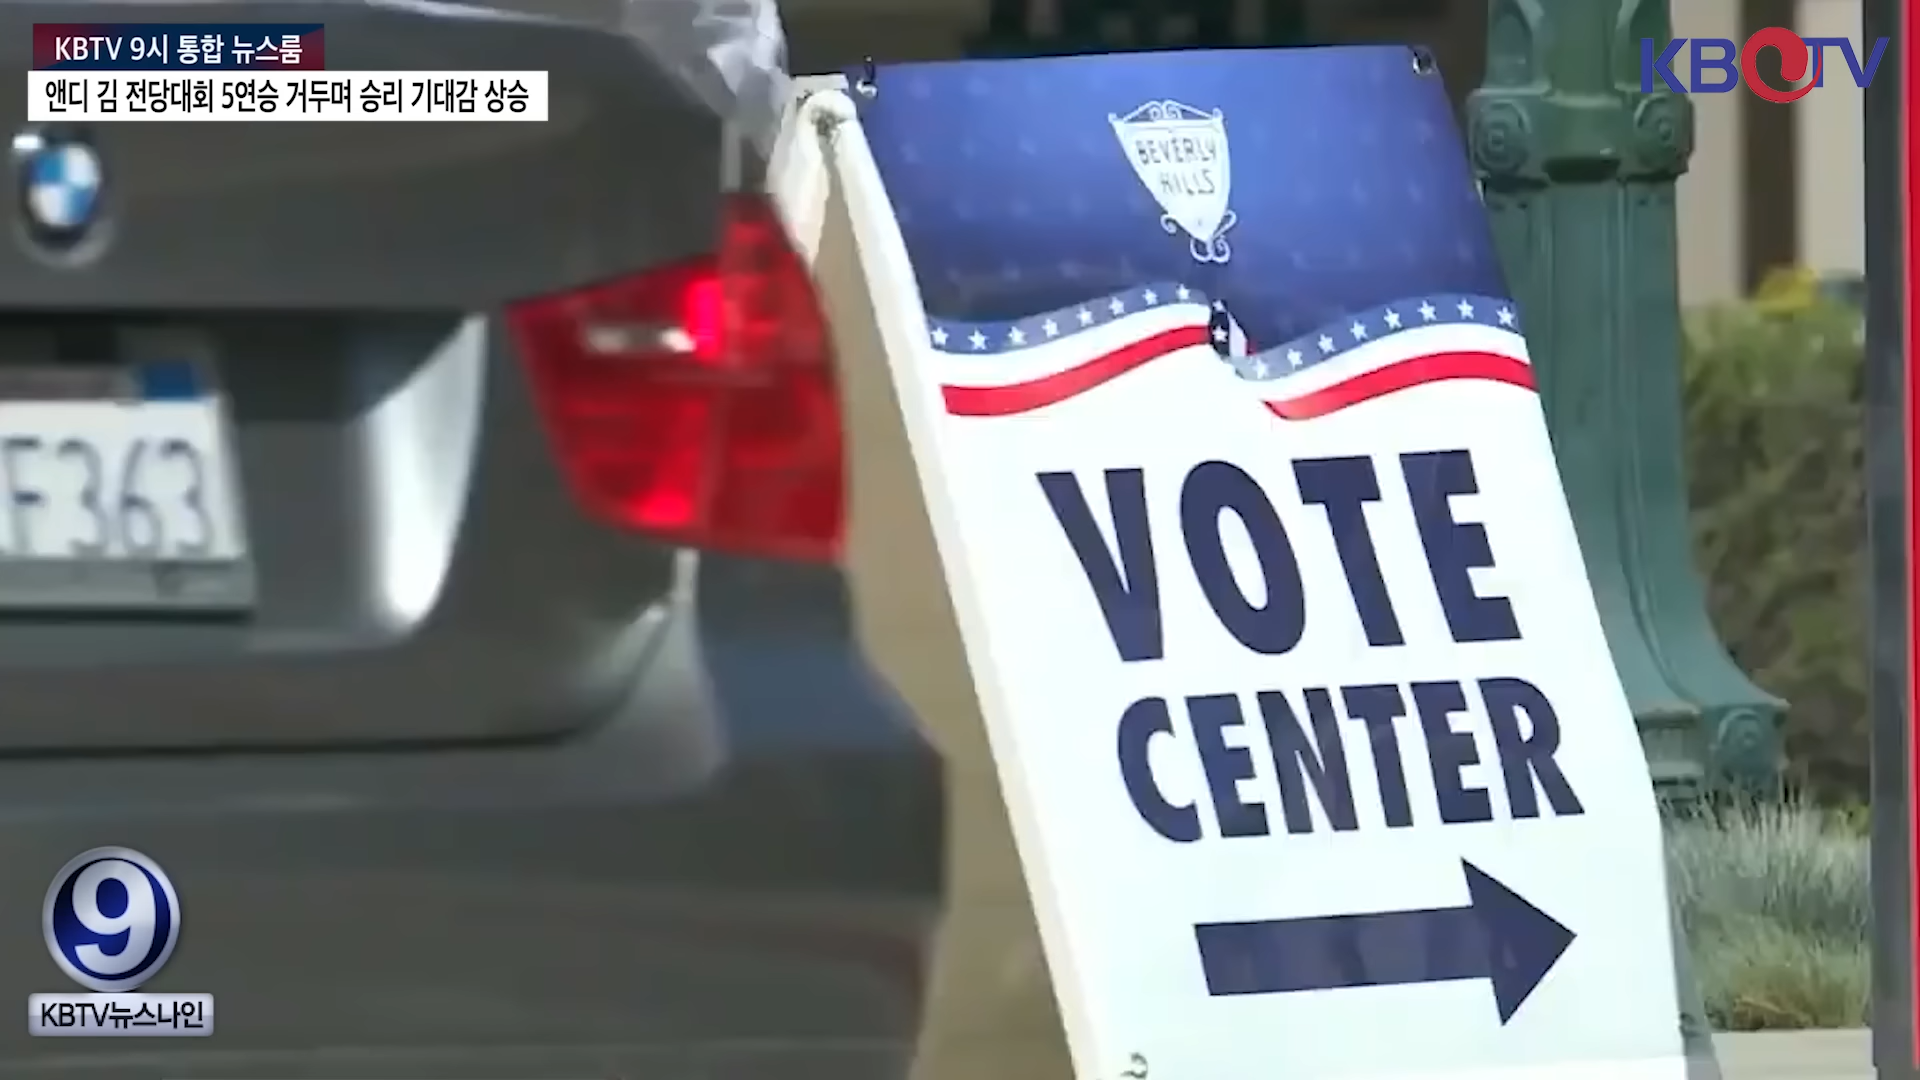 KBTV 9시 통합 뉴스룸
앤디 김 전당대회 5연승 거두며 승리 기대감 상승
KBTV
BEVERLY
HILLS
F363
VOTE
CENTER
9
KBTV뉴스나인